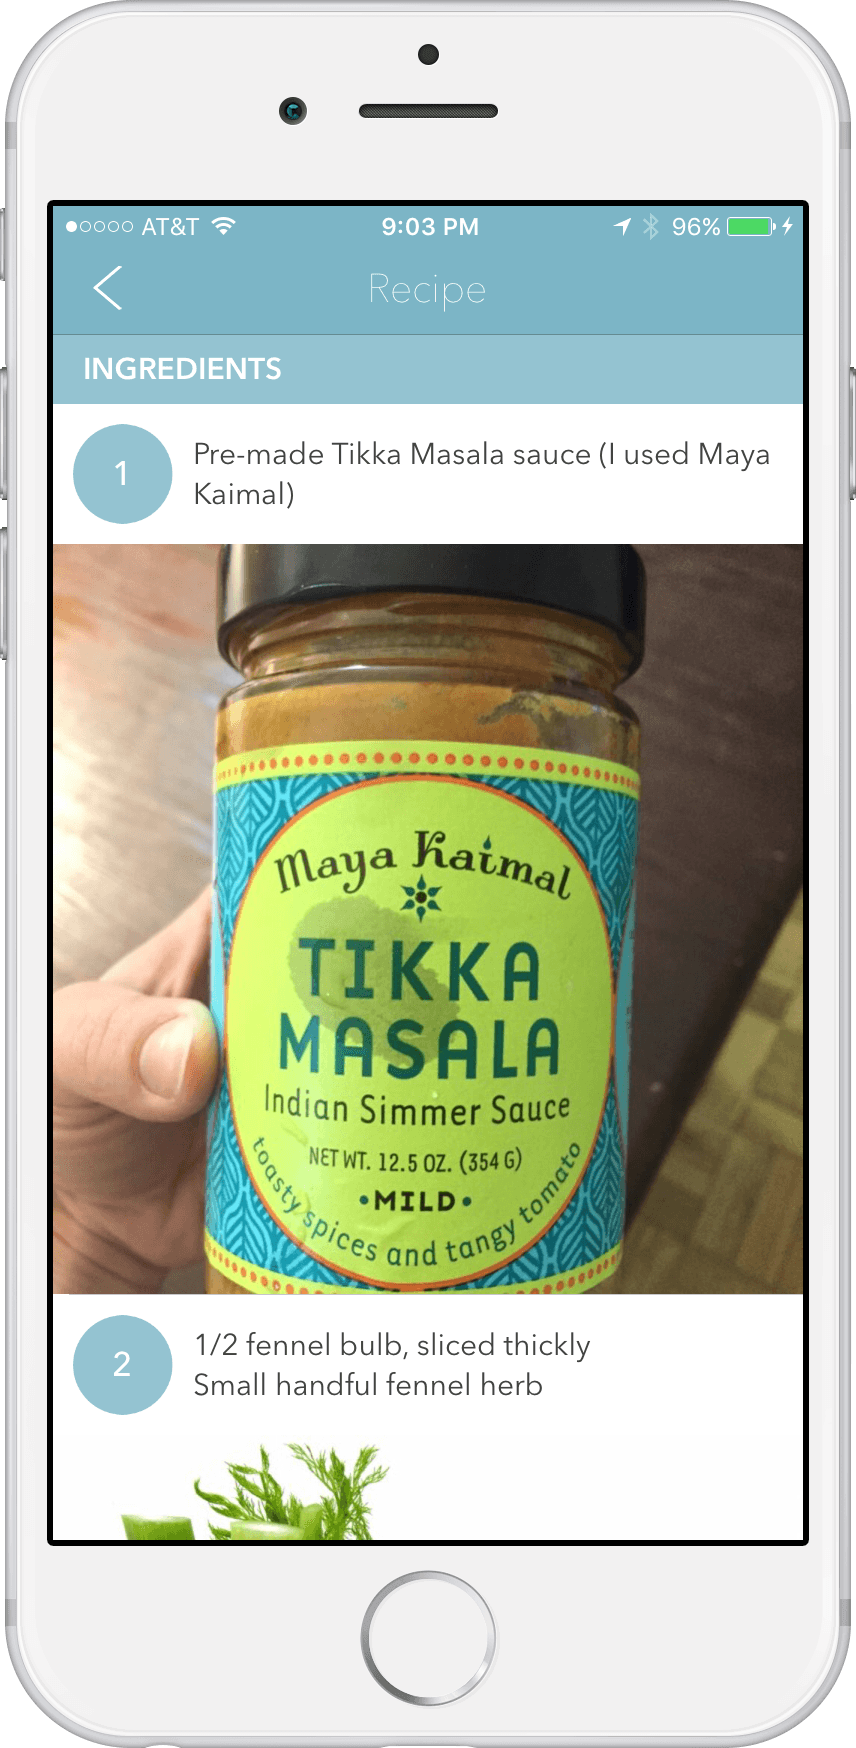 AT&T 9:03 PM 96%
Recipe
INGREDIENTS
1
Pre-made Tikka Masala sauce (I used Maya
Kaimal)
Maya Kaimal
TIKKA
MASALA
Indian Simmer Sauce
NET WT. 12.5 OZ. (354 G)
•MILD•
toasty spices and tangy tomato
2
1/2 fennel bulb, sliced thickly
Small handful fennel herb